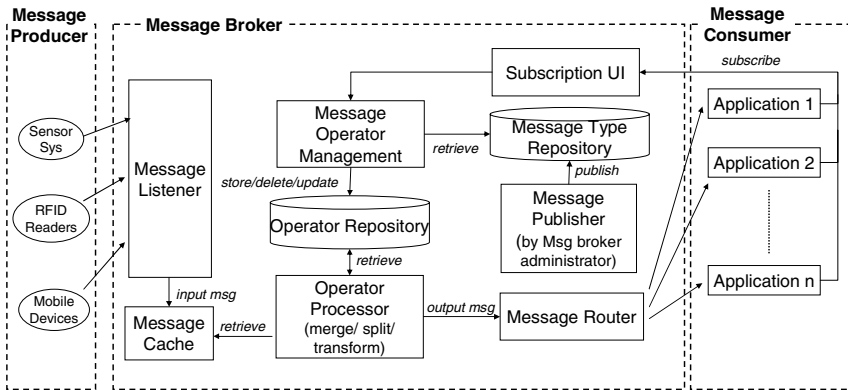 Message
Producer
Message Broker
Message
Consumer
Subscription UI
subscribe
Sensor
Sys
RFID
Readers
Mobile
Devices
Message
Listener
Message
Operator
Management
retrieve
Message Type
Repository
store/delete/update
publish
Operator Repository
Message
Publisher
(by Msg broker
administrator)
retrieve
input msg
Message
Cache
retrieve
Operator
Processor
(merge/ split/
transform)
output msg
Message Router
Application 1
Application 2
Application n